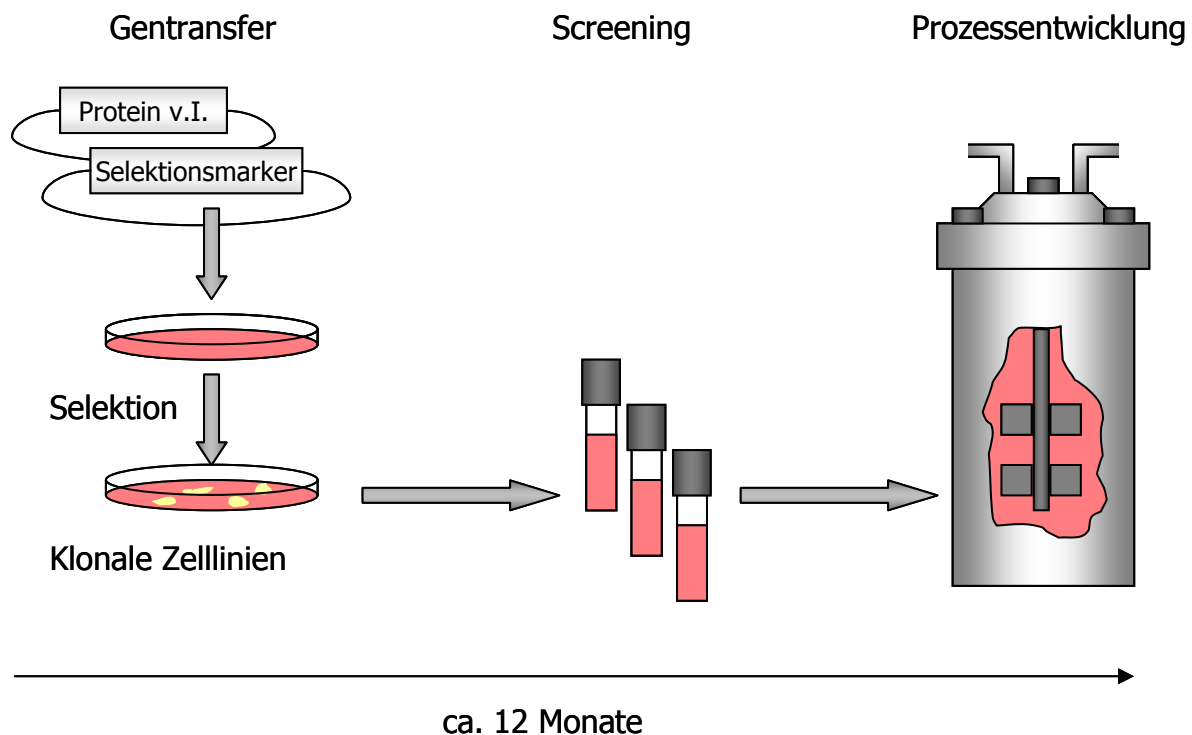 Gentransfer
Screening
Prozessentwicklung
Protein v.I.
Selektionsmarker
Selektion
Klonale Zelllinien
ca. 12 Monate